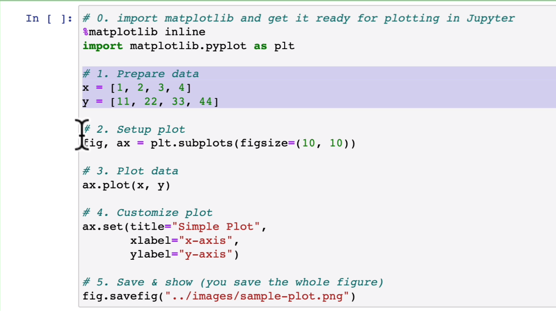 In [ ]: # 0. import matplotlib and get it ready for plotting in Jupyter
%matplotlib inline
import matplotlib.pyplot as plt
# 1. Prepare data
x = [1, 2, 3, 4]
y = [11, 22, 33, 44]
# 2. Setup plot
fig, ax = plt.subplots(figsize=(10, 10))
# 3. Plot data
ax.plot(x, y)
# 4. Customize plot
ax.set(title="Simple Plot",
xlabel="x-axis",
ylabel="y-axis")
# 5. Save & show (you save the whole figure)
fig.savefig("../images/sample-plot.png")